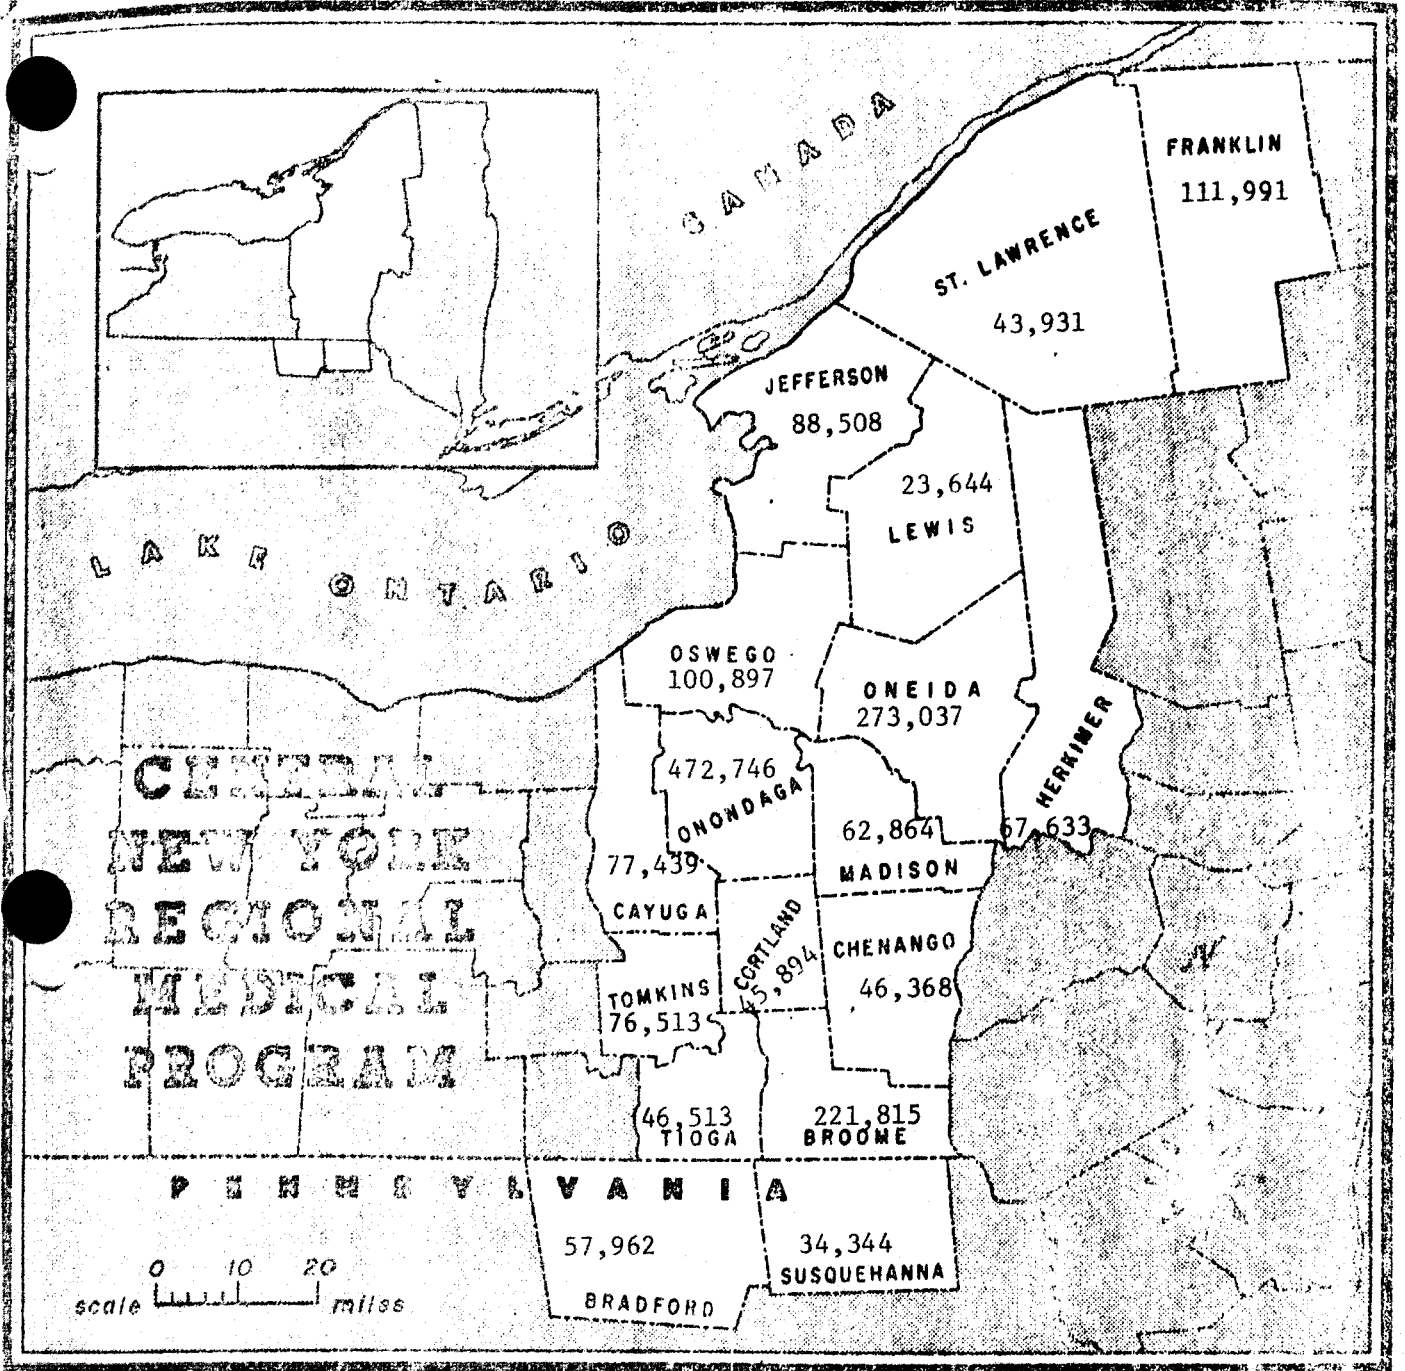 CANADA
FRANKLIN
111,991
ST. LAWRENCE
43,931
JEFFERSON
88,508
23,644
LEWIS
LAKE ONTARIO
OSWEGO
100,897
ONEIDA
273,037
HERKIMER
67,633
472,746
ONONDAGA
62,864
MADISON
77,439
CAYUGA
CORTLAND
45,894
CHENANGO
46,368
TOMKINS
76,513
46,513
TIOGA
221,815
BROOME
CENTRAL
NEW YORK
REGIONAL
MEDICAL
PROGRAM
PENNSYLVANIA
57,962
BRADFORD
34,344
SUSQUEHANNA
0 10 20
scale miles